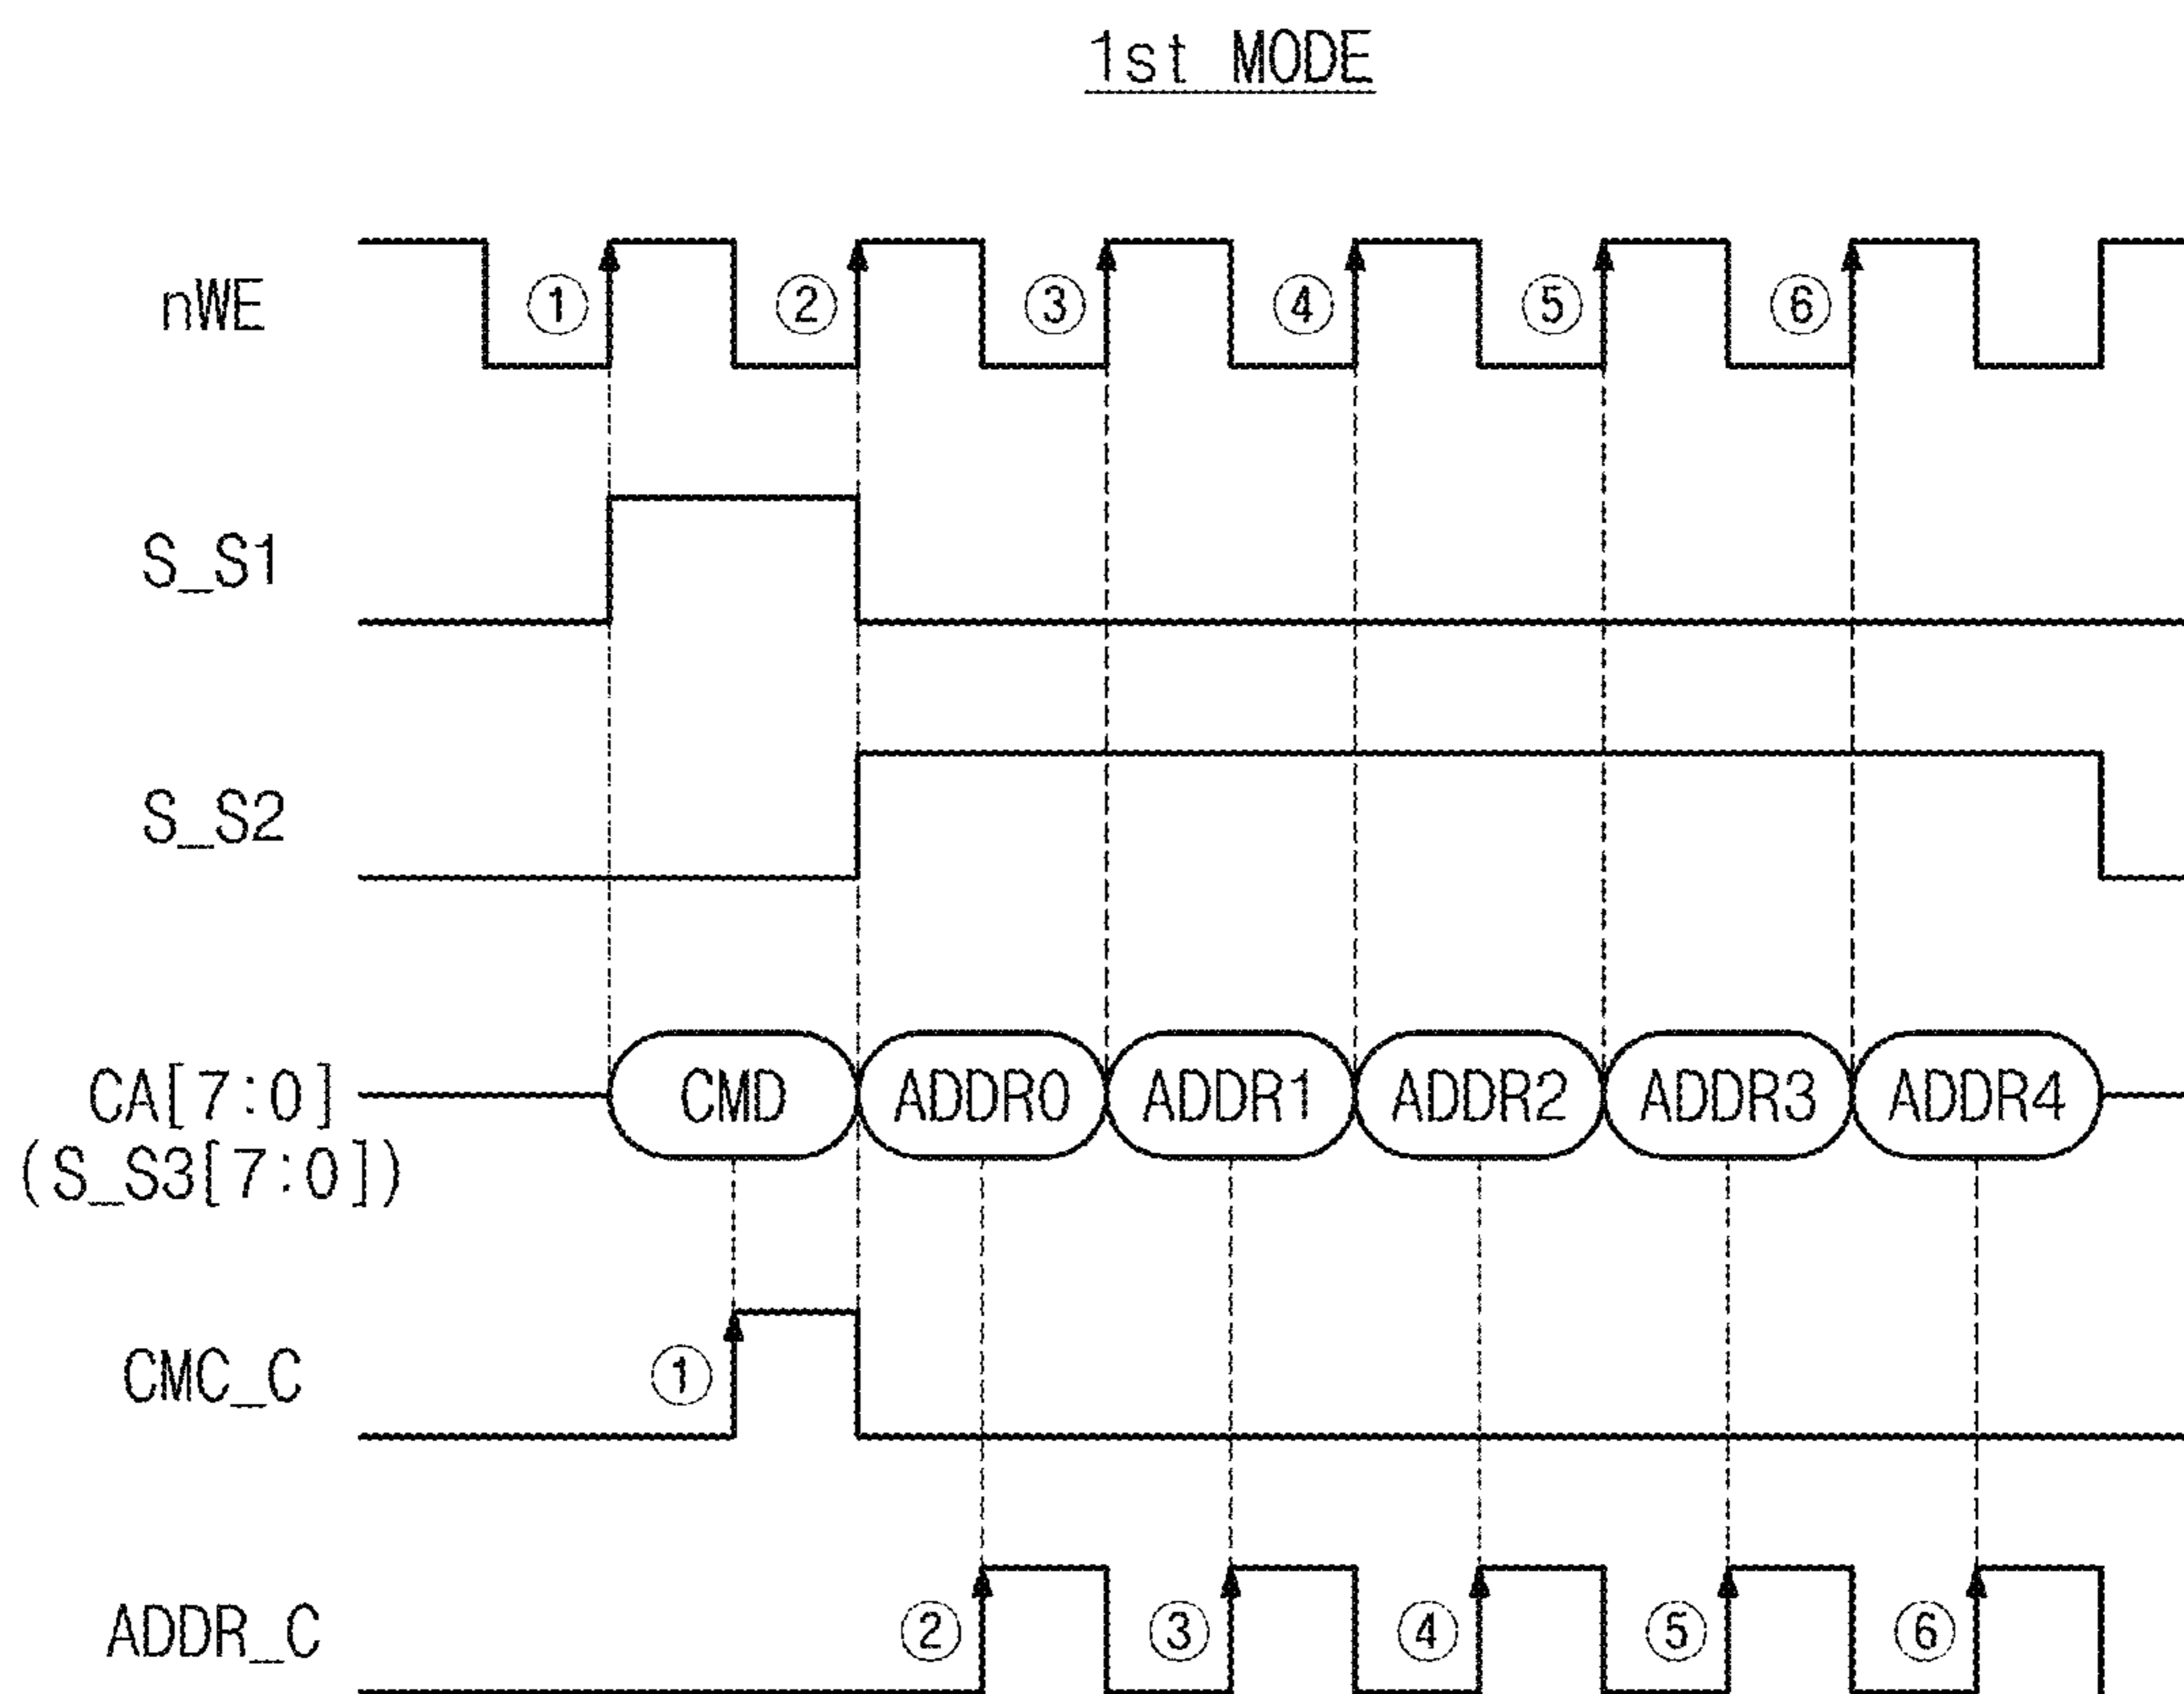 1st MODE
nWE ① ② ③ ④ ⑤ ⑥
S_S1
S_S2
CA[7:0] CMD ADDR0 ADDR1 ADDR2 ADDR3 ADDR4
(S_S3[7:0])
CMC_C ①
ADDR_C ② ③ ④ ⑤ ⑥